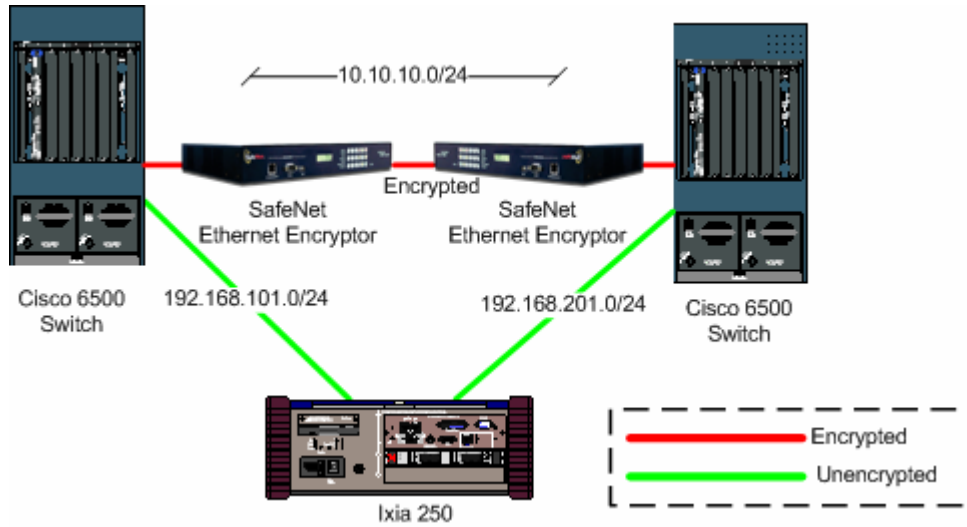 10.10.10.0/24
Encrypted
SafeNet
Ethernet Encryptor
SafeNet
Ethernet Encryptor
Cisco 6500
Switch
192.168.101.0/24
192.168.201.0/24
Cisco 6500
Switch
Encrypted
Unencrypted
Ixia 250